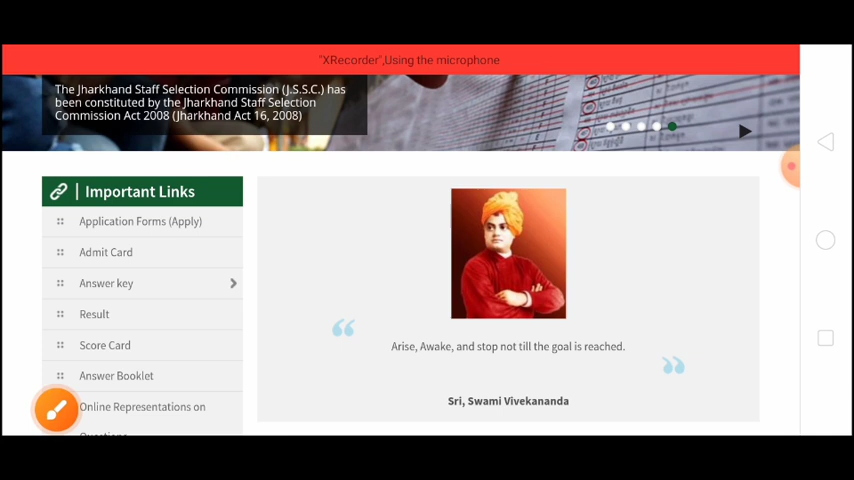 "XRecorder",Using the microphone
The Jharkhand Staff Selection Commission (J.S.S.C.) has
been constituted by the Jharkhand Staff Selection
Commission Act 2008 (Jharkhand Act 16, 2008)
| Important Links
Application Forms (Apply)
Admit Card
Answer key
Result
Score Card
Answer Booklet
Online Representations on
“
Arise, Awake, and stop not till the goal is reached.
”
Sri, Swami Vivekananda